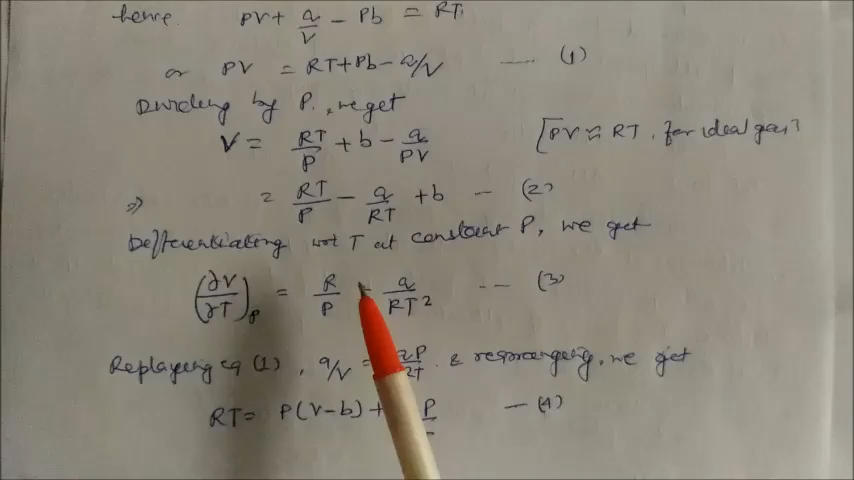 hence. PV + a/V - Pb = RT
or PV = RT + Pb - a/V ---- (1)
Dividing by P, we get
V = RT/P + b - a/PV [PV ≈ RT, for ideal gas]
⇒ = RT/P - a/RT + b -- (2)
Differentiating wrt T at constant P, we get
(∂V/∂T)P = R/P a/RT² --- (3)
Replaying eq (1), a/V = aP & rearranging, we get
RT = P(V-b) + P -- (4)